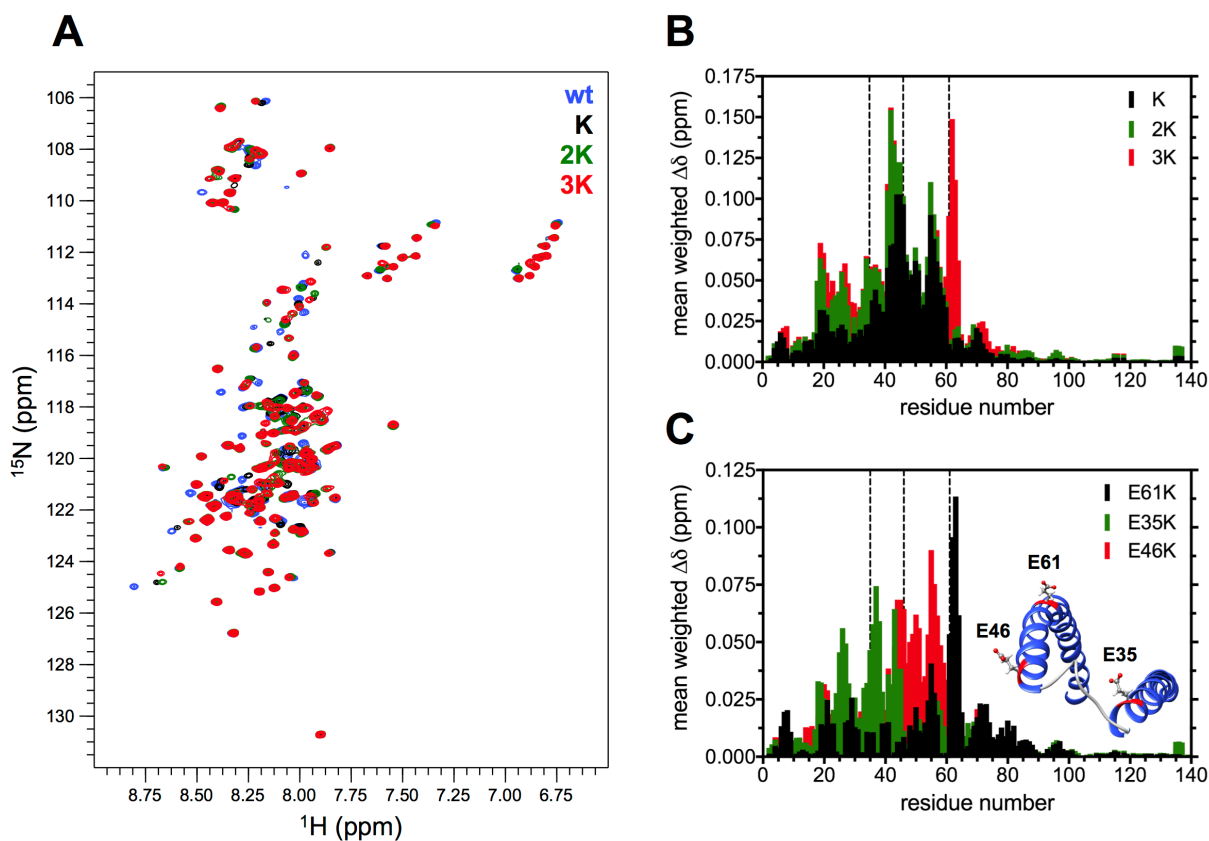 A
wt
K
2K
3K
106
108
110
112
114
116
118
120
122
124
126
128
130
15N (ppm)
8.75 8.50 8.25 8.00 7.75 7.50 7.25 7.00 6.75
1H (ppm)
B
K
2K
3K
0.175
0.150
0.125
0.100
0.075
0.050
0.025
0.000
mean weighted Δδ (ppm)
0 20 40 60 80 100 120 140
residue number
C
E61K
E35K
E46K
E61
E46
E35
0.125
0.100
0.075
0.050
0.025
0.000
mean weighted Δδ (ppm)
0 20 40 60 80 100 120 140
residue number